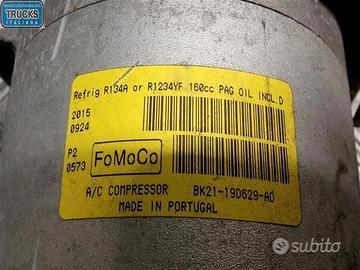 TRUCKS
ITALIANA
Refrig R134A or R1234YF 160cc PAG OIL INCL.D
2015
0924
P2
0573
FoMoCo
A/C COMPRESSOR BK21-19D629-AD
MADE IN PORTUGAL
subito